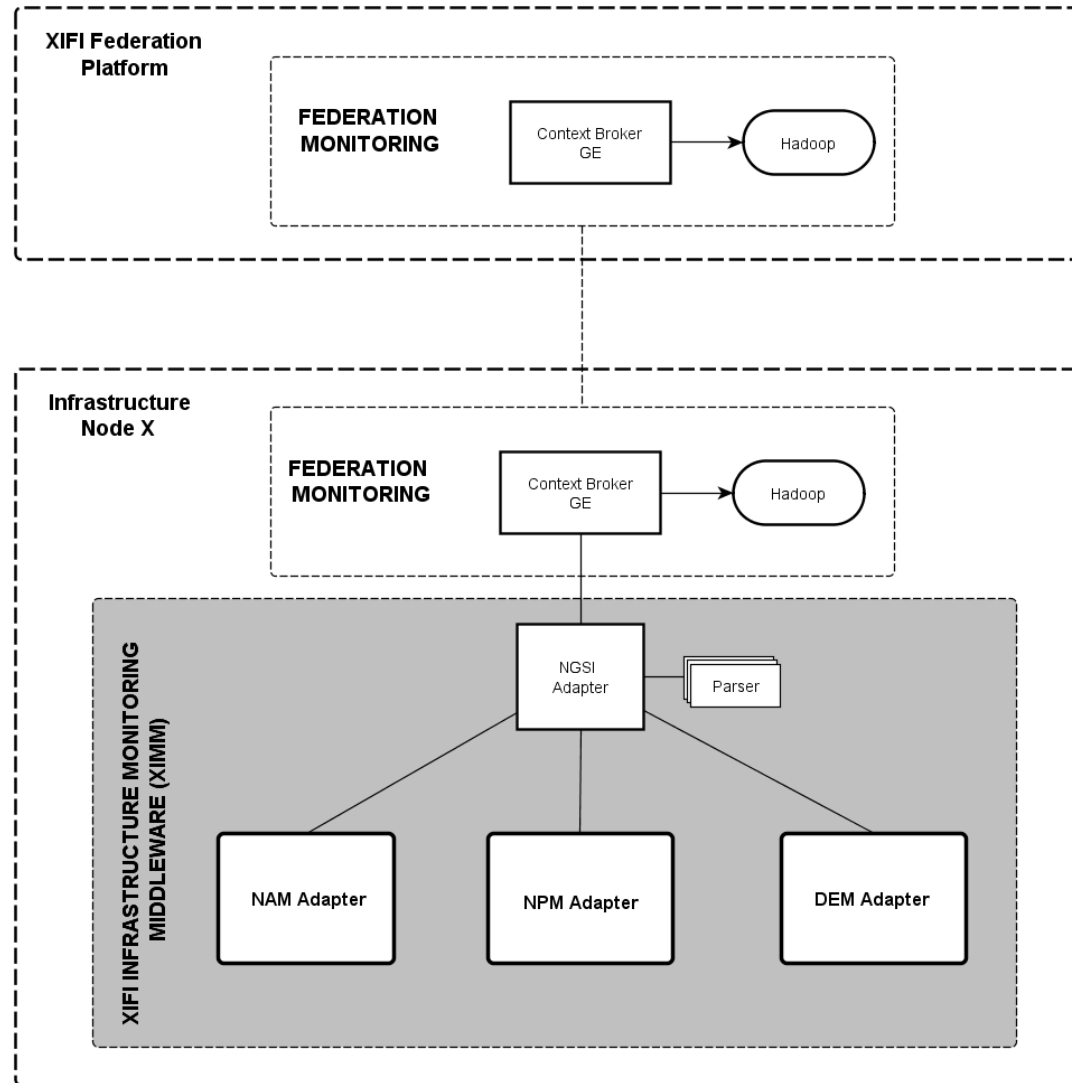 XIFI Federation
Platform
FEDERATION
MONITORING
Context Broker
GE
Hadoop
Infrastructure
Node X
FEDERATION
MONITORING
Context Broker
GE
Hadoop
XIFI INFRASTRUCTURE MONITORING
MIDDLEWARE (XIMM)
NGSI
Adapter
Parser
NAM Adapter
NPM Adapter
DEM Adapter